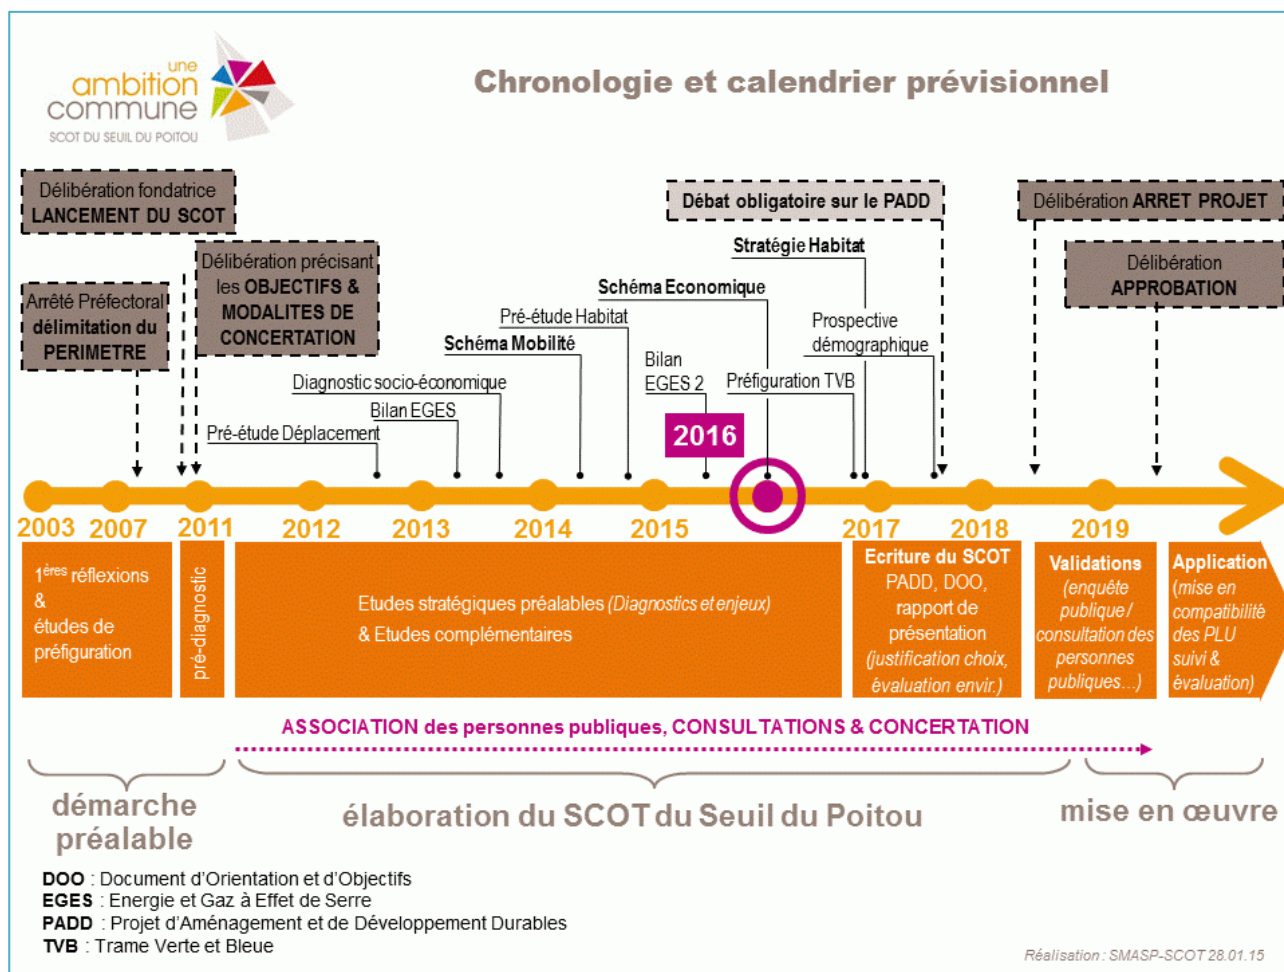 une
ambition
commune
SCOT DU SEUIL DU POITOU
Chronologie et calendrier prévisionnel
Délibération fondatrice
LANCEMENT DU SCOT
Arrêté Préfectoral
délimitation du
PERIMETRE
Délibération précisant
les OBJECTIFS &
MODALITES DE
CONCERTATION
Débat obligatoire sur le PADD
Délibération ARRET PROJET
Délibération
APPROBATION
Stratégie Habitat
Schéma Economique
Pré-étude Habitat
Schéma Mobilité
Diagnostic socio-économique
Bilan EGES
Pré-étude Déplacement
Bilan
EGES 2
Préfiguration TVB
Prospective
démographique
2016
2003
2007
2011
2012
2013
2014
2015
2017
2018
2019
1ères réflexions
&
études de
préfiguration
pré-diagnostic
Etudes stratégiques préalables (Diagnostics et enjeux)
& Etudes complémentaires
Ecriture du SCOT
PADD, DOO,
rapport de
présentation
(justification choix,
évaluation envir.)
Validations
(enquête
publique /
consultation des
personnes
publiques…)
Application
(mise en
compatibilité
des PLU
suivi &
évaluation)
ASSOCIATION des personnes publiques, CONSULTATIONS & CONCERTATION
démarche
préalable
élaboration du SCOT du Seuil du Poitou
mise en œuvre
DOO : Document d'Orientation et d'Objectifs
EGES : Energie et Gaz à Effet de Serre
PADD : Projet d'Aménagement et de Développement Durables
TVB : Trame Verte et Bleue
Réalisation : SMASP-SCOT 28.01.15